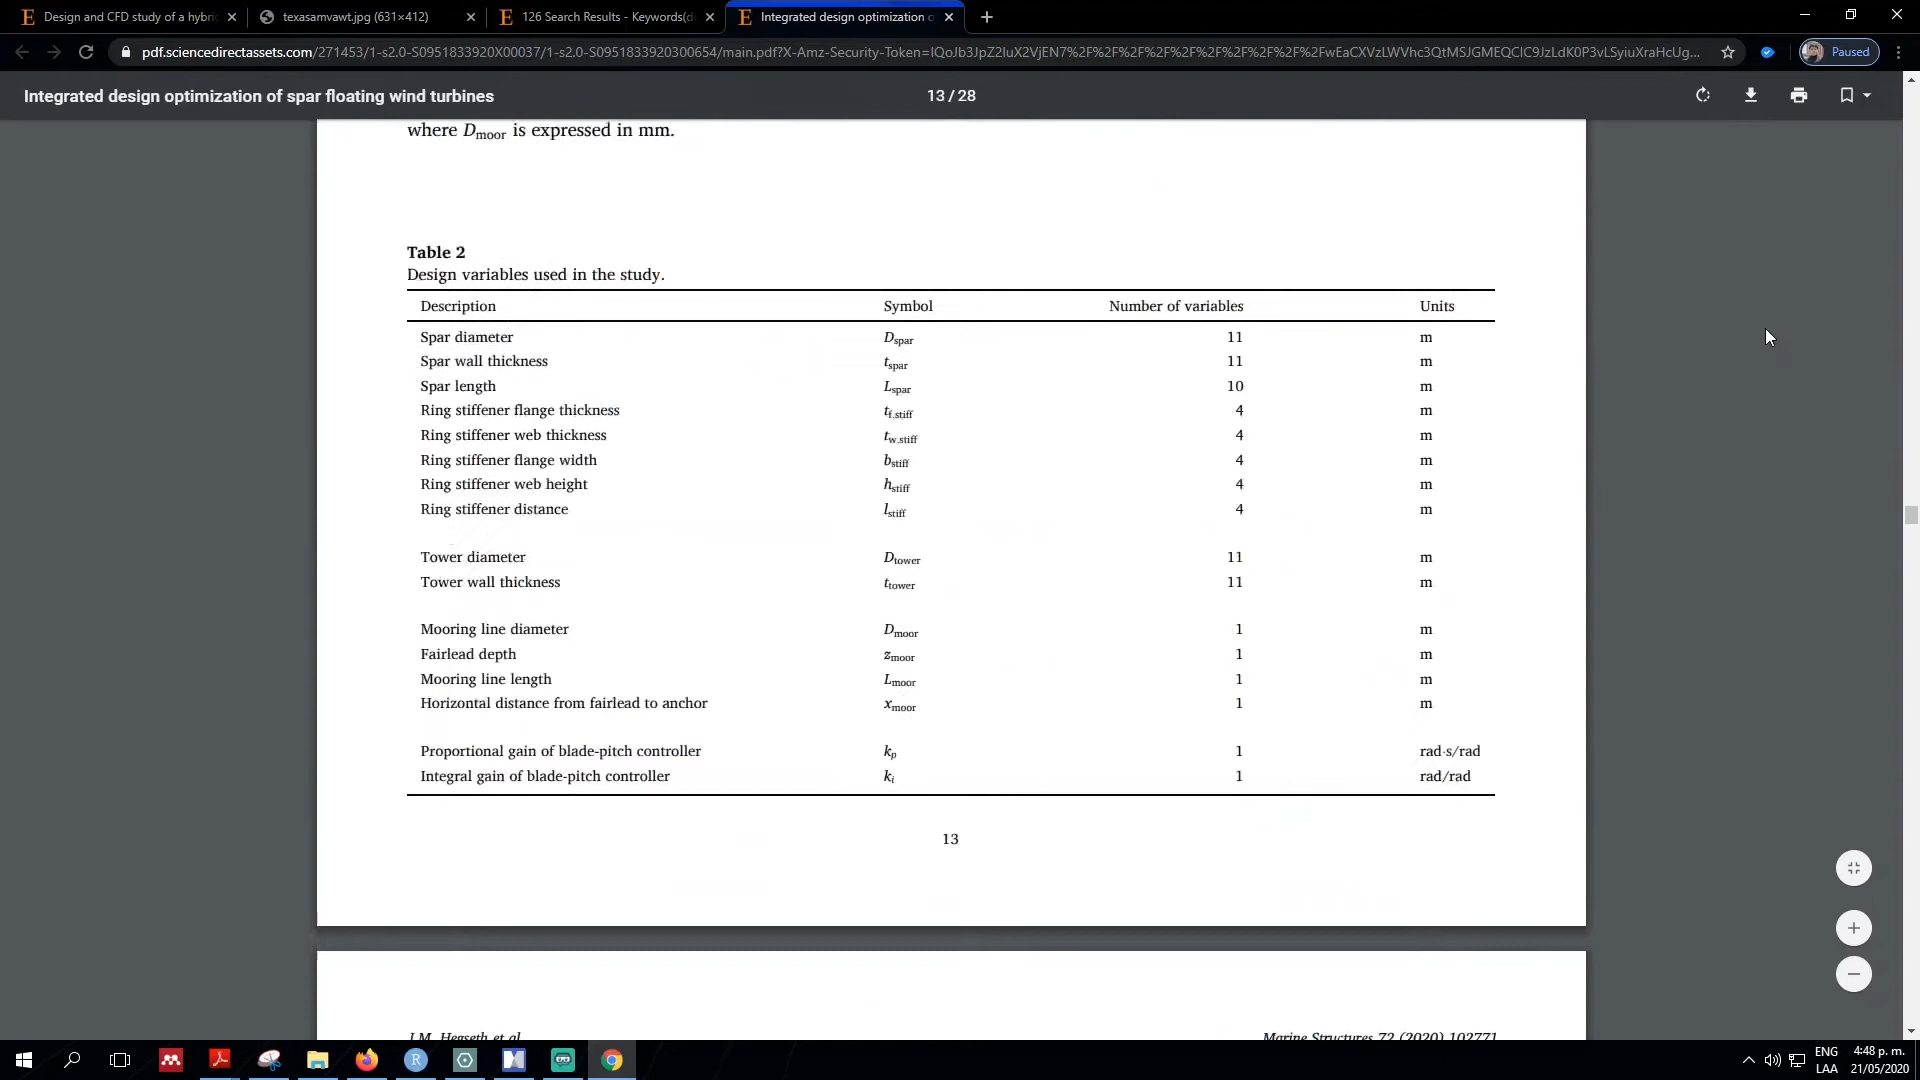 Design and CFD study of a hybri
texasamvawt.jpg (631×412)
126 Search Results - Keywords(d
Integrated design optimization o
pdf.sciencedirectassets.com/271453/1-s2.0-S0951833920X00037/1-s2.0-S0951833920300654/main.pdf?X-Amz-Security-Token=IQoJb3JpZ2luX2VjEN7%2F%2F%2F%2F%2F%2F%2F%2F%2F%2FwEaCXVzLWVhc3QtMSJGMEQCIC9JzLdK0P3vLSyiuXraHcUg...
Paused
Integrated design optimization of spar floating wind turbines
13 / 28
where Dmoor is expressed in mm.
Table 2
Design variables used in the study.
Description Symbol Number of variables Units
Spar diameter Dspar 11 m
Spar wall thickness tspar 11 m
Spar length Lspar 10 m
Ring stiffener flange thickness tf.stiff 4 m
Ring stiffener web thickness tw.stiff 4 m
Ring stiffener flange width bstiff 4 m
Ring stiffener web height hstiff 4 m
Ring stiffener distance lstiff 4 m
Tower diameter Dtower 11 m
Tower wall thickness ttower 11 m
Mooring line diameter Dmoor 1 m
Fairlead depth zmoor 1 m
Mooring line length Lmoor 1 m
Horizontal distance from fairlead to anchor xmoor 1 m
Proportional gain of blade-pitch controller kp 1 rad·s/rad
Integral gain of blade-pitch controller ki 1 rad/rad
13
J.M. Hegseth et al. Marine Structures 72 (2020) 102771
ENG 4:48 p. m.
LAA 21/05/2020